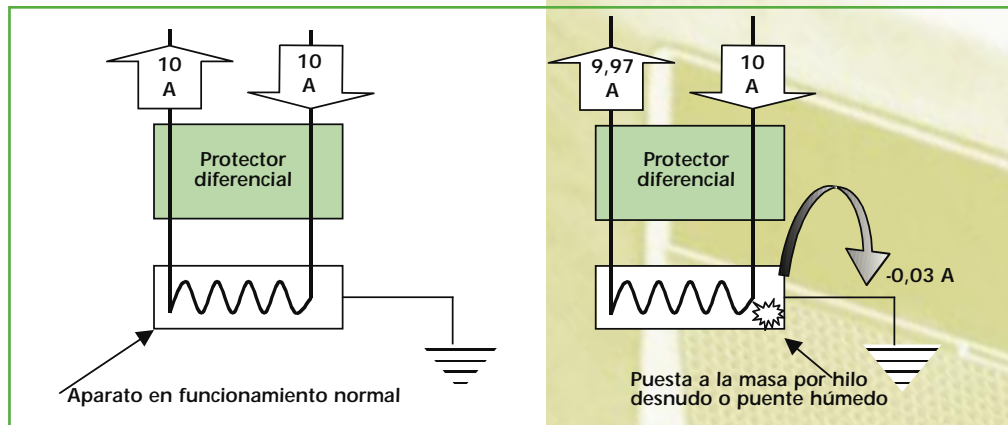 10
A
10
A
Protector
diferencial
Aparato en funcionamiento normal
9,97
A
10
A
Protector
diferencial
-0,03 A
Puesta a la masa por hilo
desnudo o puente húmedo